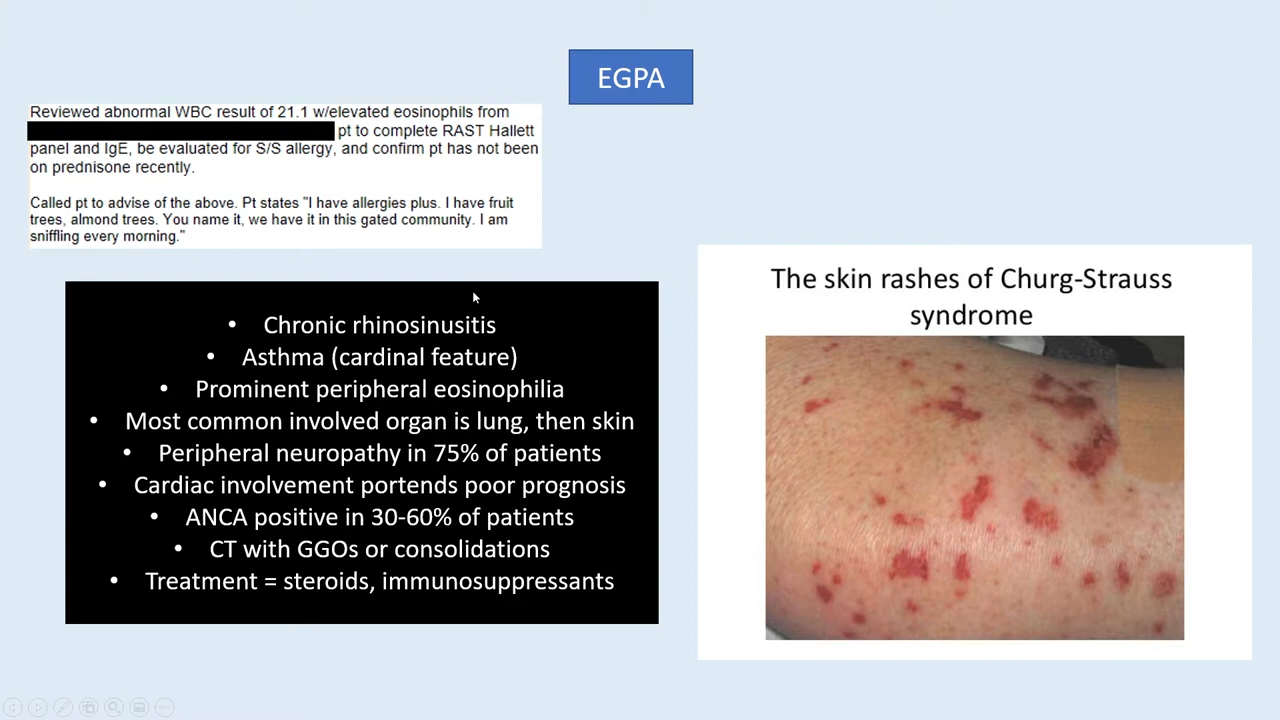 EGPA
Reviewed abnormal WBC result of 21.1 w/elevated eosinophils from
pt to complete RAST Hallett
panel and IgE, be evaluated for S/S allergy, and confirm pt has not been
on prednisone recently.
Called pt to advise of the above. Pt states "I have allergies plus. I have fruit
trees, almond trees. You name it, we have it in this gated community. I am
sniffling every morning."
• Chronic rhinosinusitis
• Asthma (cardinal feature)
• Prominent peripheral eosinophilia
• Most common involved organ is lung, then skin
• Peripheral neuropathy in 75% of patients
• Cardiac involvement portends poor prognosis
• ANCA positive in 30-60% of patients
• CT with GGOs or consolidations
• Treatment = steroids, immunosuppressants
The skin rashes of Churg-Strauss
syndrome